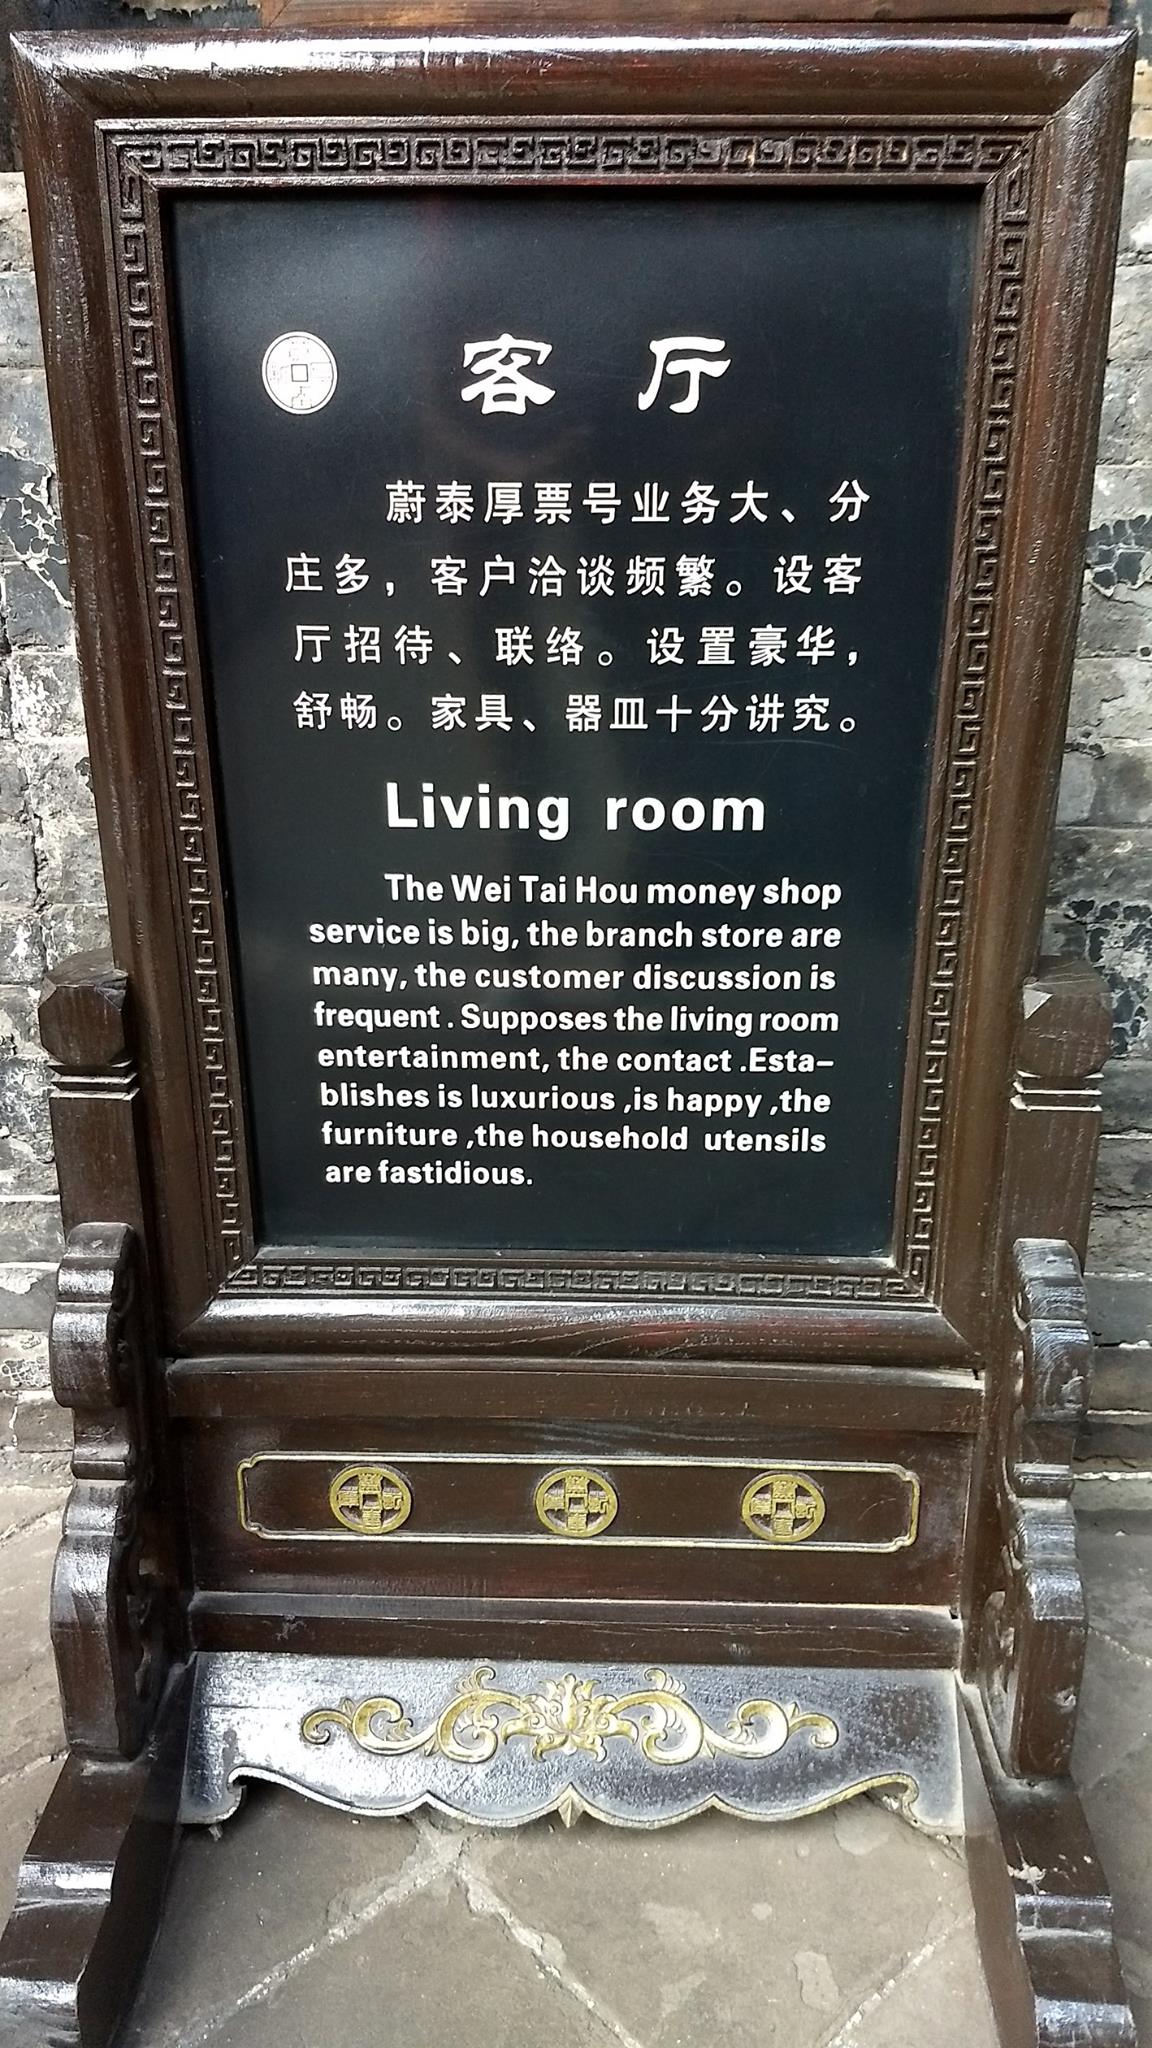 客 厅
蔚泰厚票号业务大、分
庄多，客户洽谈频繁。设客
厅招待、联络。设置豪华，
舒畅。家具、器皿十分讲究。
Living room
The Wei Tai Hou money shop
service is big, the branch store are
many, the customer discussion is
frequent . Supposes the living room
entertainment, the contact .Esta-
blishes is luxurious ,is happy ,the
furniture ,the household utensils
are fastidious.